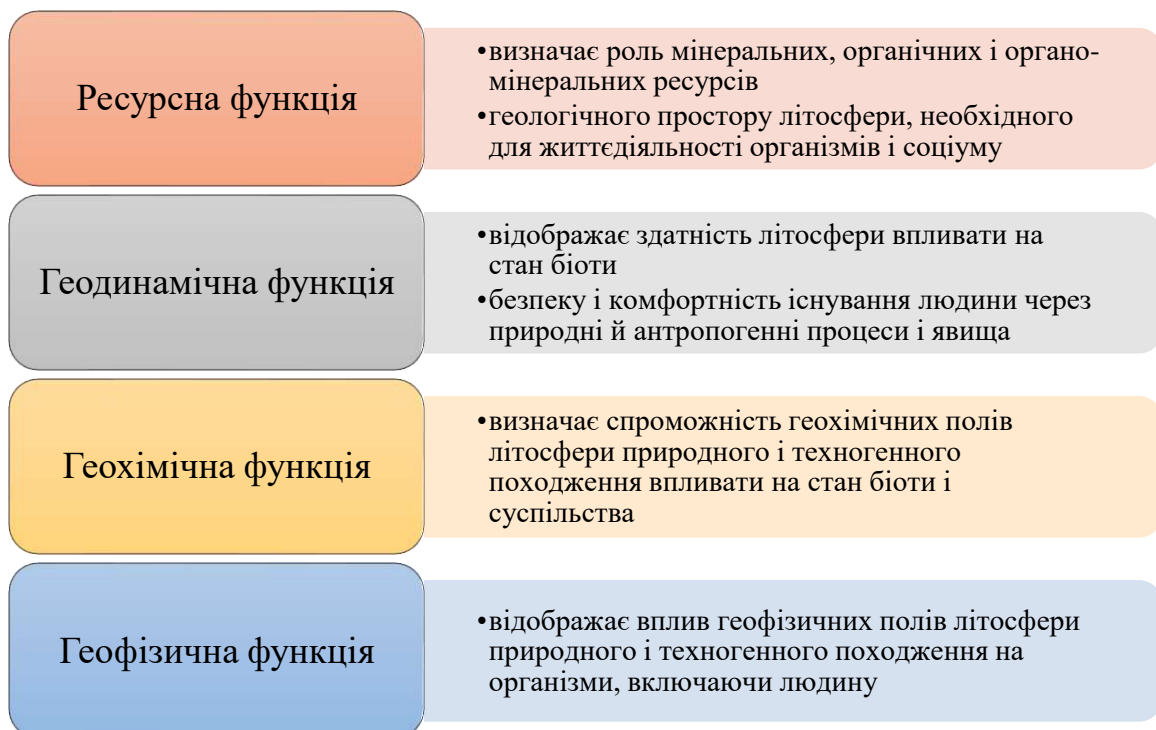 Ресурсна функція
•визначає роль мінеральних, органічних і органо-
мінеральних ресурсів
•геологічного простору літосфери, необхідного
для життєдіяльності організмів і соціуму
Геодинамічна функція
•відображає здатність літосфери впливати на
стан біоти
•безпеку і комфортність існування людини через
природні й антропогенні процеси і явища
Геохімічна функція
•визначає спроможність геохімічних полів
літосфери природного і техногенного
походження впливати на стан біоти і
суспільства
Геофізична функція
•відображає вплив геофізичних полів літосфери
природного і техногенного походження на
організми, включаючи людину